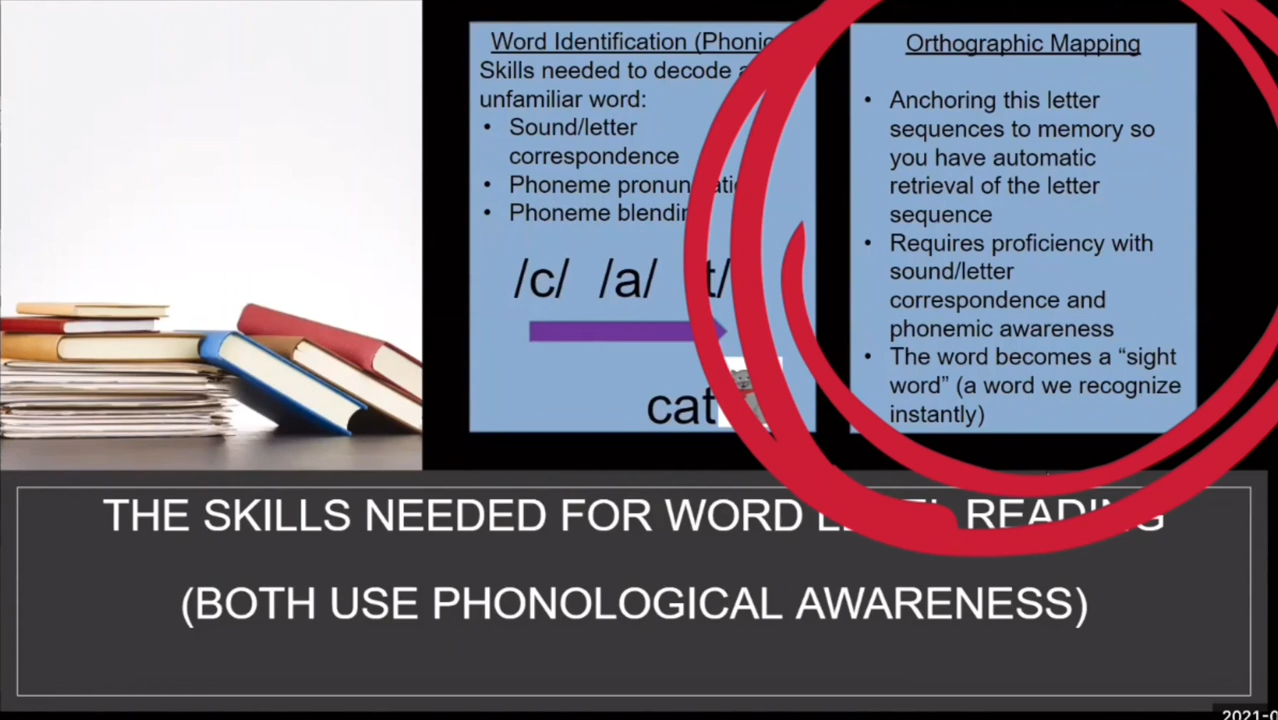 Word Identification (Phonic
Skills needed to decode a
unfamiliar word:
• Sound/letter
correspondence
• Phoneme
• Phoneme
/c/ /a/ t/
cat
Orthographic Mapping
• Anchoring this letter
sequences to memory so
you have automatic
retrieval of the letter
sequence
• Requires proficiency with
sound/letter
correspondence and
phonemic awareness
• The word becomes a “sight
word” (a word we recognize
instantly)
THE SKILLS NEEDED FOR WORD READING
(BOTH USE PHONOLOGICAL AWARENESS)